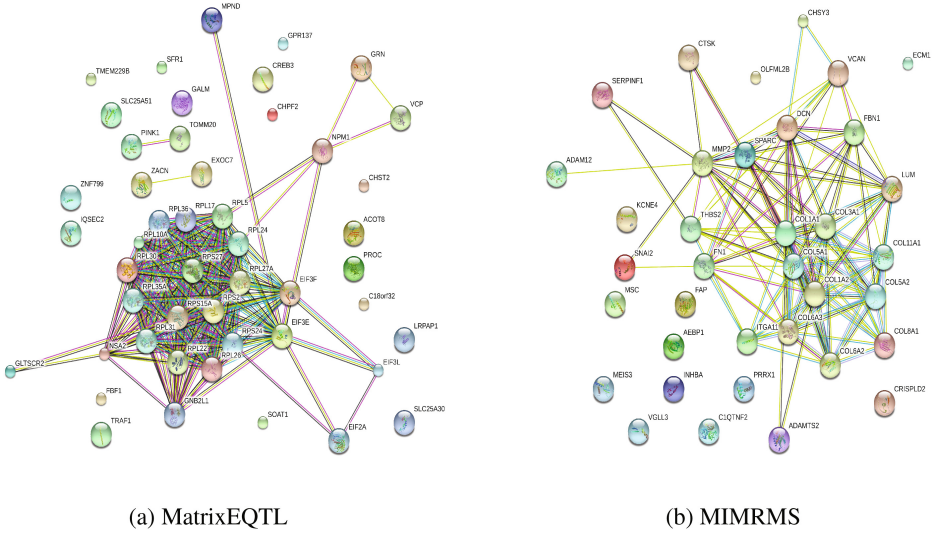 MPND
GPR137
SFR1
TMEM229B
CREB3
GRN
GALM
SLC25A51
CHPF2
VCP
PINK1
TOMM20
NPM1
EXOC7
ZACN
CHST2
ZNF799
IQSEC2
RPL36
RPL17
RPL5
ACOT8
RPL10A
RPL24
RPL30
RPS27
RPL27A
PROC
RPL35A
EIF3F
RPS15A
RPS2
C18orf32
RPL31
RPS24
EIF3E
LRPAP1
NSA2
RPL22
RPL26
GLTSCR2
EIF3L
FBF1
GNB2L1
SOAT1
SLC25A30
TRAF1
EIF2A
(a) MatrixEQTL
CHSY3
CTSK
ECM1
OLFML2B
VCAN
SERPINF1
DCN
FBN1
MMP2
SPARC
ADAM12
LUM
KCNE4
THBS2
COL1A1
COL3A1
COL11A1
SNAI2
FN1
COL5A1
COL1A2
COL5A2
MSC
FAP
COL6A3
ITGA11
COL8A1
AEBP1
COL6A2
MEIS3
INHBA
PRRX1
CRISPLD2
VGLL3
C1QTNF2
ADAMTS2
(b) MIMRMS